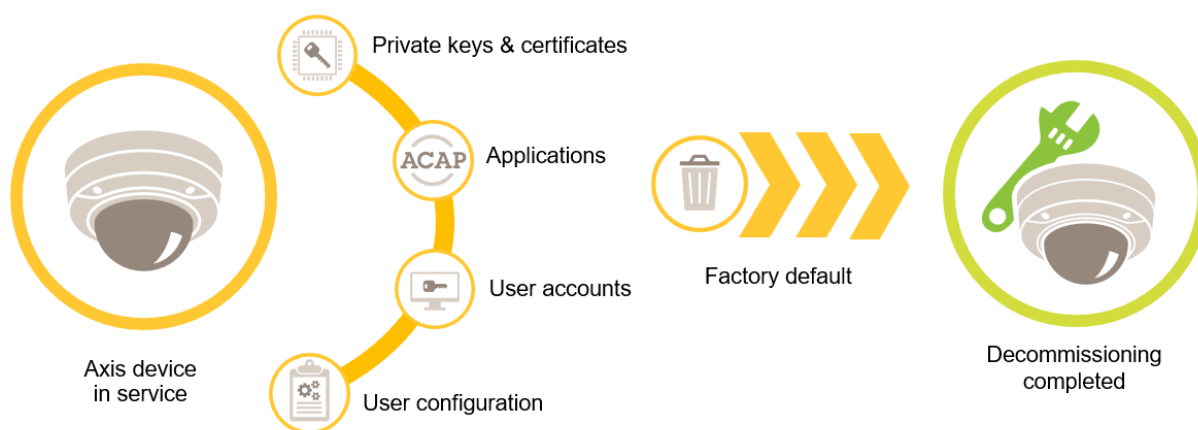 Private keys & certificates
ACAP
Applications
User accounts
User configuration
Axis device
in service
Factory default
Decommissioning
completed